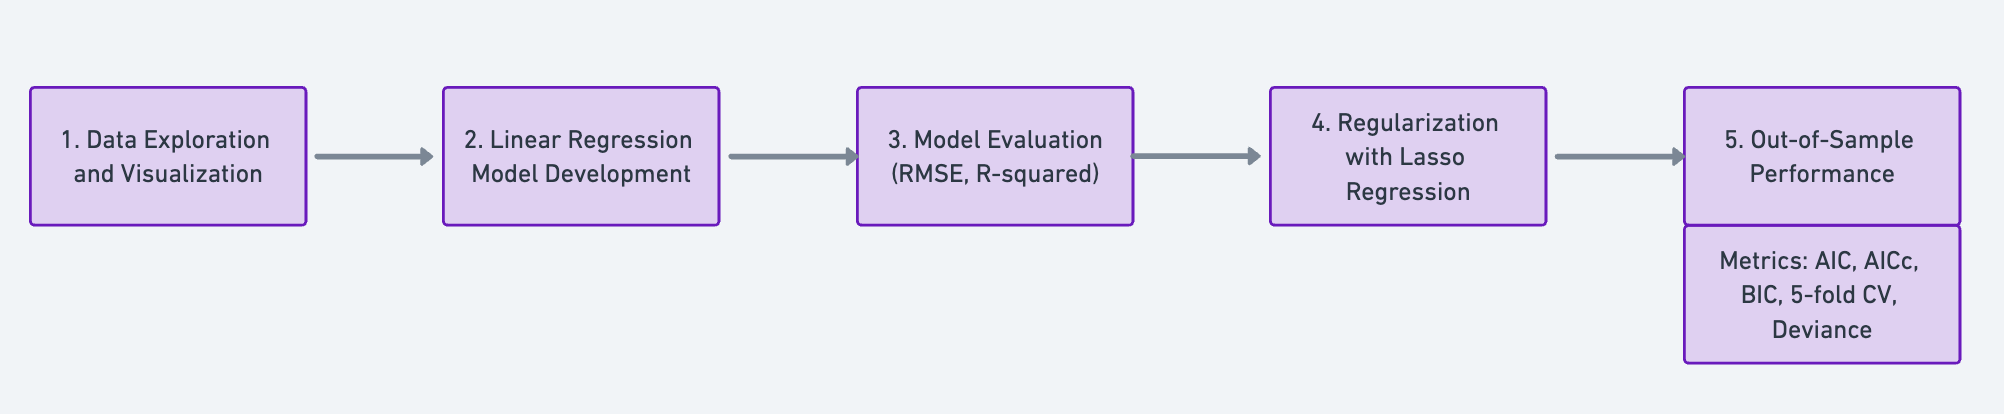 1. Data Exploration
and Visualization
2. Linear Regression
Model Development
3. Model Evaluation
(RMSE, R-squared)
4. Regularization
with Lasso
Regression
5. Out-of-Sample
Performance
Metrics: AIC, AICc,
BIC, 5-fold CV,
Deviance